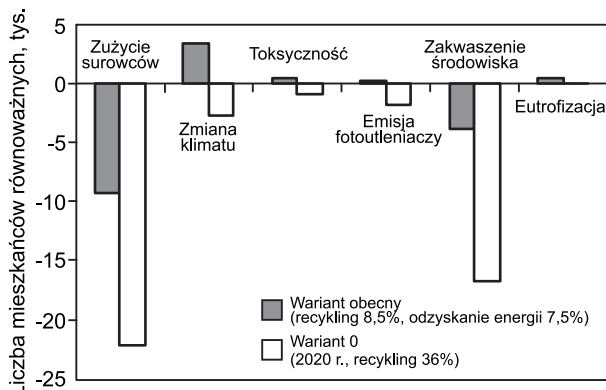 Liczba mieszkańców równoważnych, tys.
5
0
-5
-10
-15
-20
-25
Zużycie
surowców
Zmiana
klimatu
Toksyczność
Emisja
fotoutleniaczy
Zakwaszenie
środowiska
Eutrofizacja
Wariant obecny
(recykling 8,5%, odzyskanie energii 7,5%)
Wariant 0
(2020 r., recykling 36%)